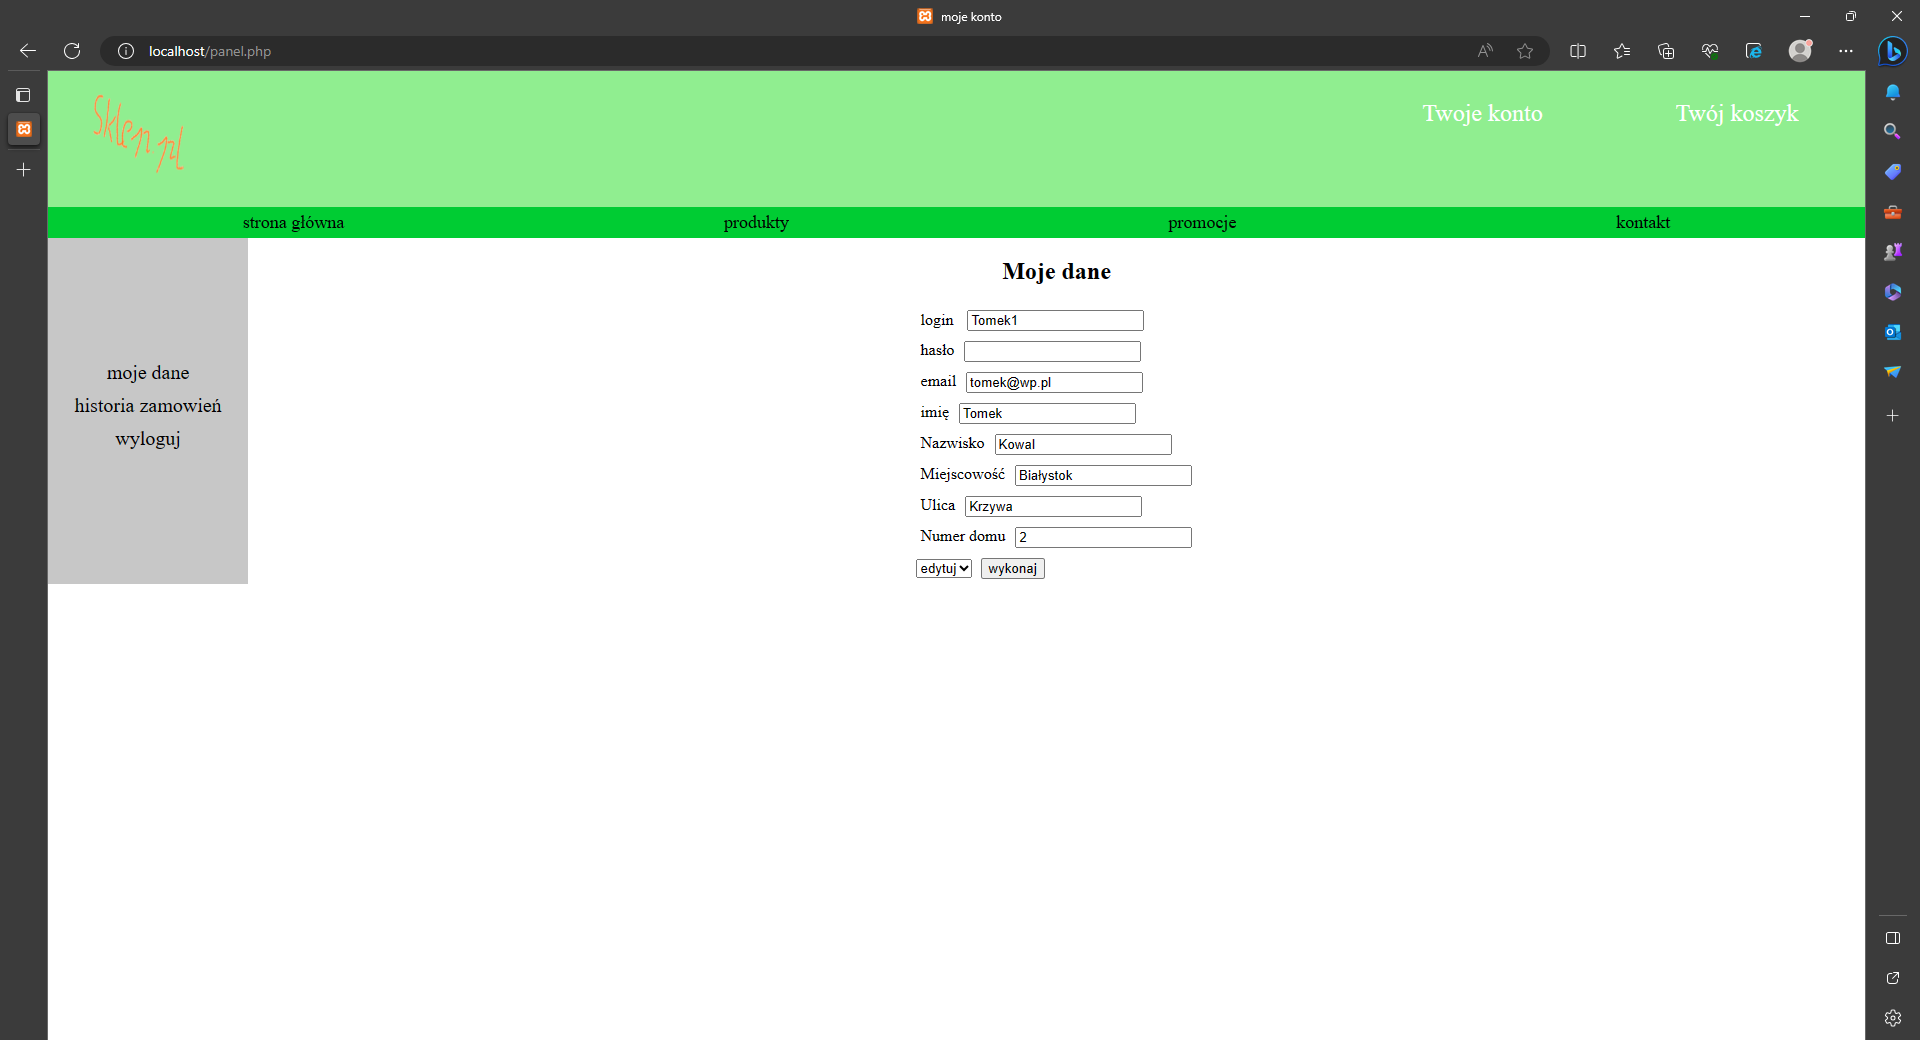 moje konto
localhost/panel.php
Sklep.pl
Twoje konto
Twój koszyk
strona główna
produkty
promocje
kontakt
moje dane
historia zamowień
wyloguj
Moje dane
login Tomek1
hasło
email tomek@wp.pl
imię Tomek
Nazwisko Kowal
Miejscowość Białystok
Ulica Krzywa
Numer domu 2
edytuj wykonaj